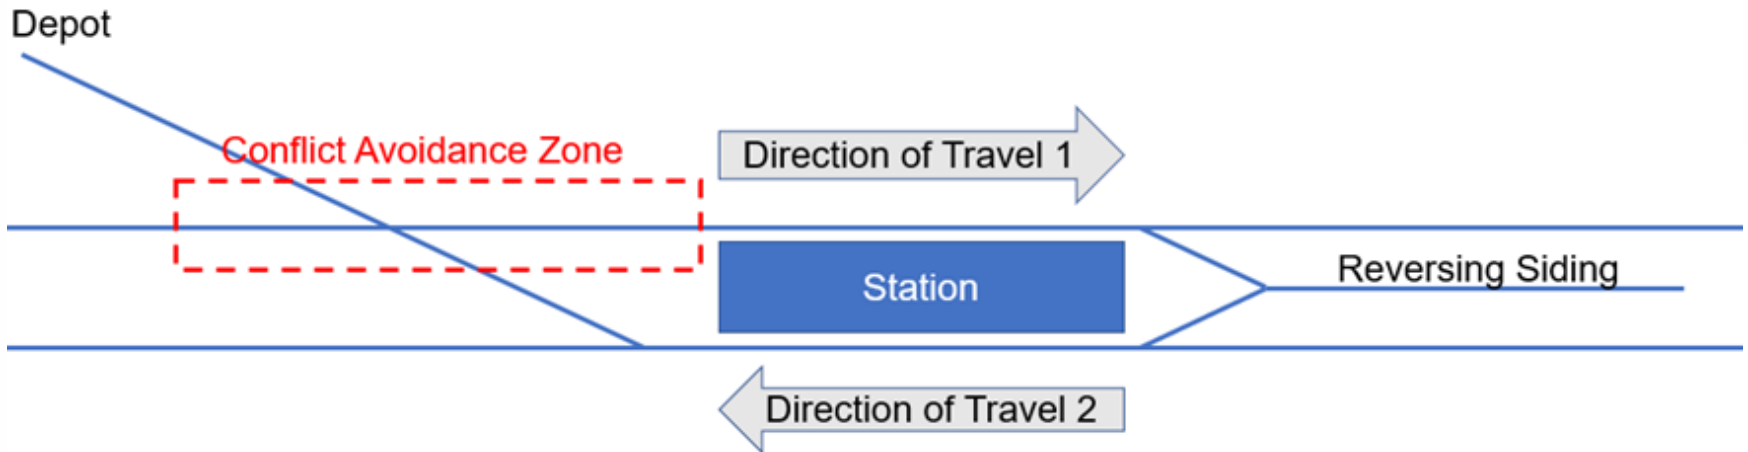 Depot
Conflict Avoidance Zone
Direction of Travel 1
Station
Reversing Siding
Direction of Travel 2